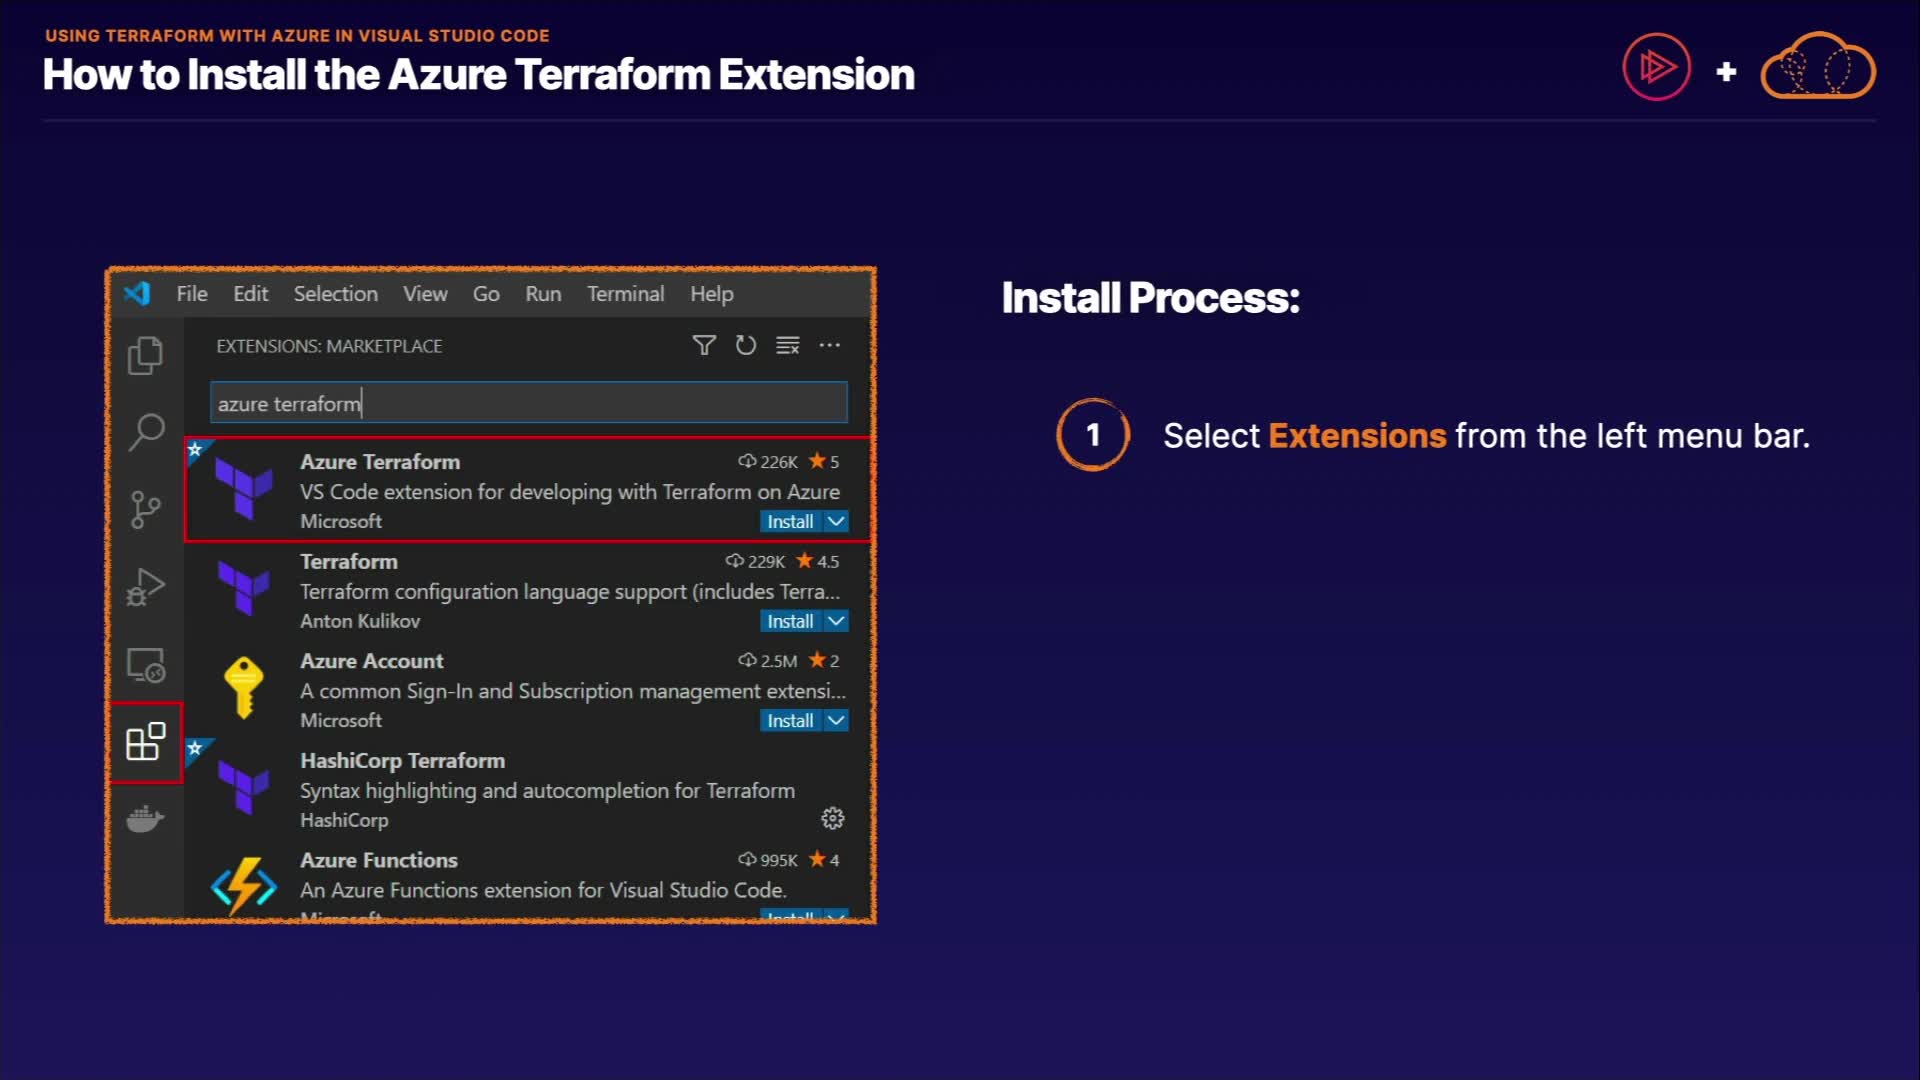 USING TERRAFORM WITH AZURE IN VISUAL STUDIO CODE
How to Install the Azure Terraform Extension
+
File Edit Selection View Go Run Terminal Help
EXTENSIONS: MARKETPLACE
azure terraform
Azure Terraform 226K 5
VS Code extension for developing with Terraform on Azure
Microsoft Install
Terraform 229K 4.5
Terraform configuration language support (includes Terra...
Anton Kulikov Install
Azure Account 2.5M 2
A common Sign-In and Subscription management extensi...
Microsoft Install
HashiCorp Terraform
Syntax highlighting and autocompletion for Terraform
HashiCorp
Azure Functions 995K 4
An Azure Functions extension for Visual Studio Code.
Microsoft Install
Install Process:
1 Select Extensions from the left menu bar.